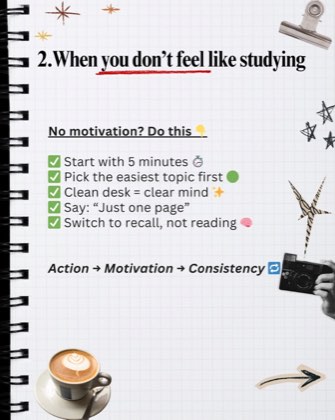 2.When you don't feel like studying
No motivation? Do this 👇
✅ Start with 5 minutes ⏱
✅ Pick the easiest topic first 🟢
✅ Clean desk = clear mind ✨
✅ Say: “Just one page”
✅ Switch to recall, not reading 🧠
Action → Motivation → Consistency 🔁